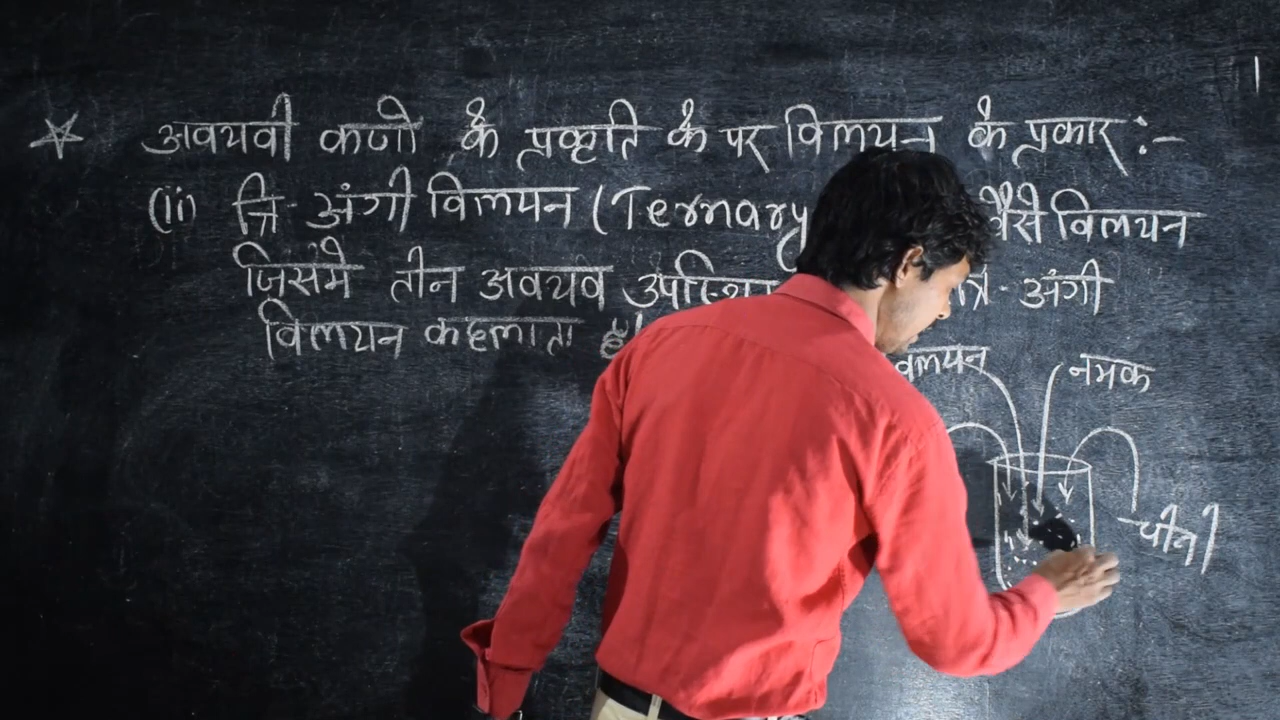 अवयवी कणो के प्रकृति के पर विलयन के प्रकार :-
(ii) त्रि-अंगी विलयन (Ternary वैसे विलयन
जिसमे तीन अवयव अंगी
विलयन कहलाता है।
नमक
चीनी